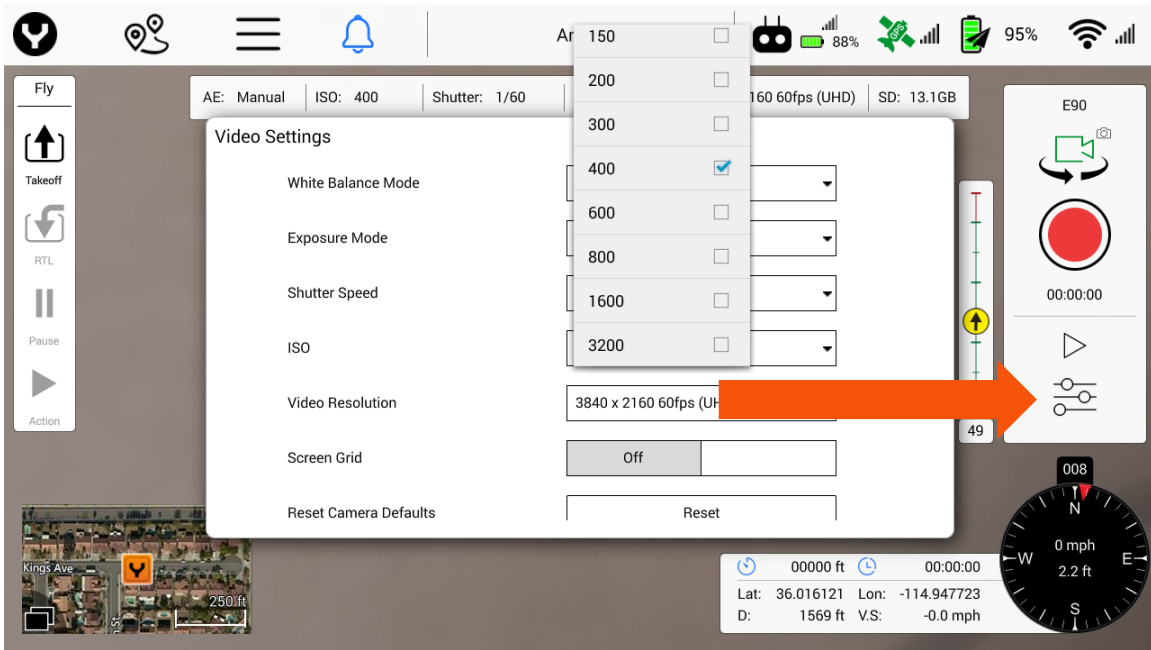 An
88%
GPS
95%
Fly
Takeoff
RTL
Pause
Action
AE: Manual ISO: 400 Shutter: 1/60 160 60fps (UHD) SD: 13.1GB
Video Settings
White Balance Mode
Exposure Mode
Shutter Speed
ISO
Video Resolution 3840 x 2160 60fps (UH
Screen Grid Off
Reset Camera Defaults Reset
150
200
300
400
600
800
1600
3200
E90
00:00:00
49
008
N
W E
S
0 mph
2.2 ft
Kings Ave
250 ft
00000 ft 00:00:00
Lat: 36.016121 Lon: -114.947723
D: 1569 ft V.S: -0.0 mph